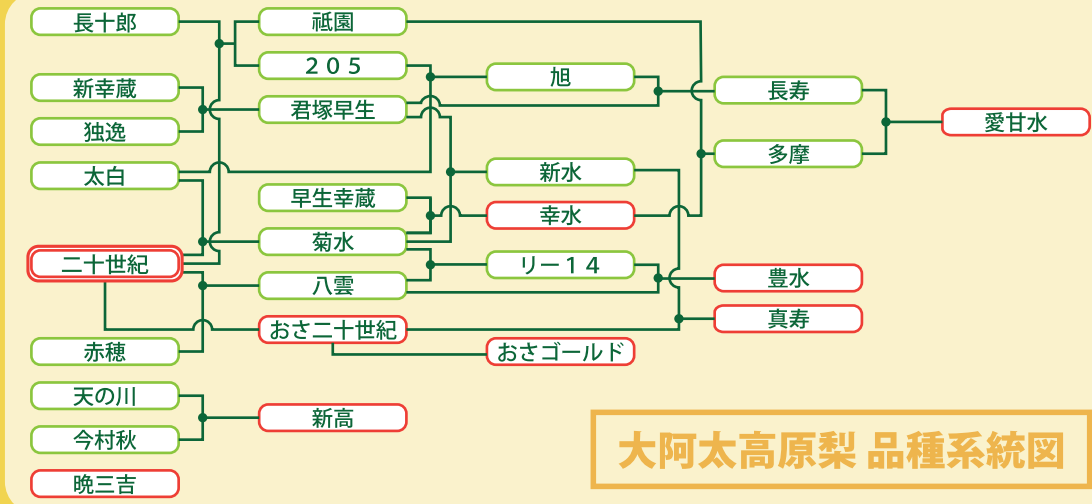 長十郎
新幸蔵
独逸
太白
二十世紀
赤穂
天の川
今村秋
晩三吉
祗園
205
君塚早生
早生幸蔵
菊水
八雲
おさ二十世紀
新高
旭
新水
幸水
リー14
おさゴールド
長寿
多摩
豊水
真寿
愛甘水
大阿太高原梨 品種系統図